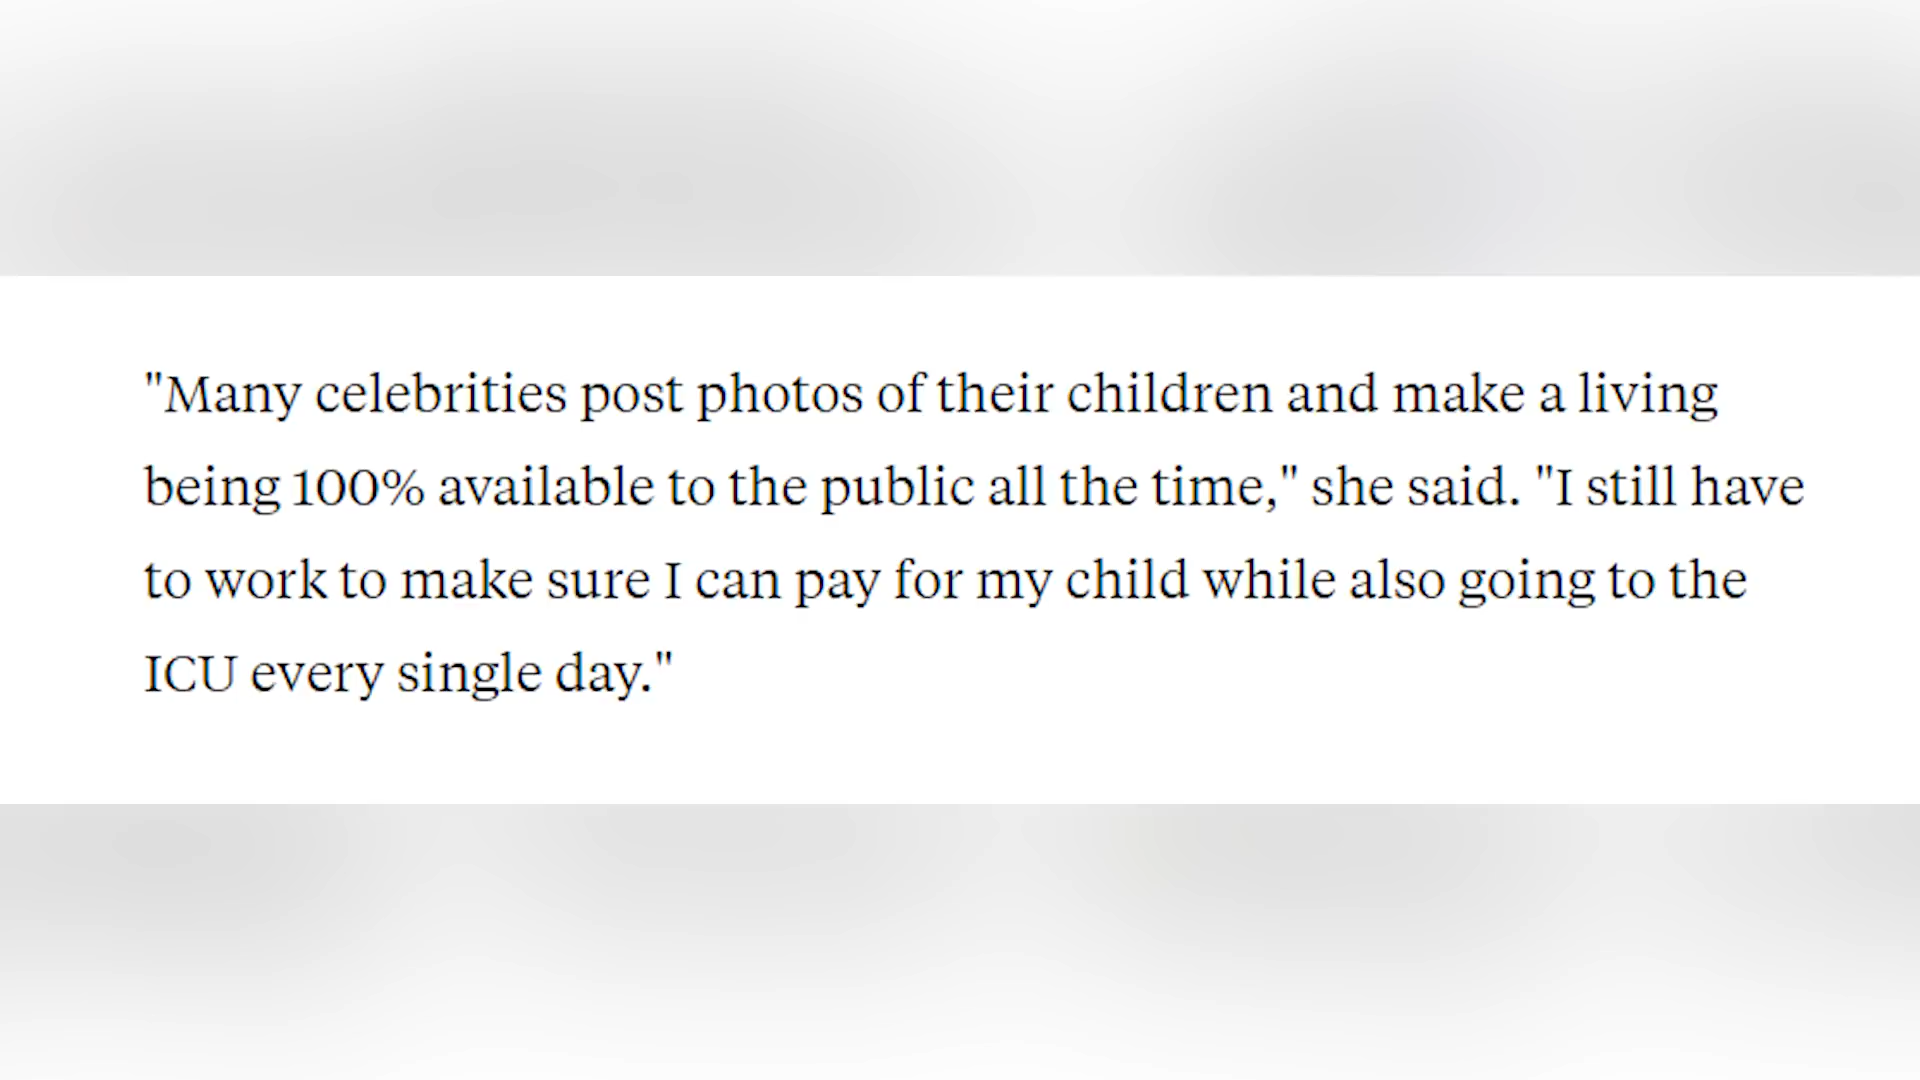 "Many celebrities post photos of their children and make a living
being 100% available to the public all the time," she said. "I still have
to work to make sure I can pay for my child while also going to the
ICU every single day."